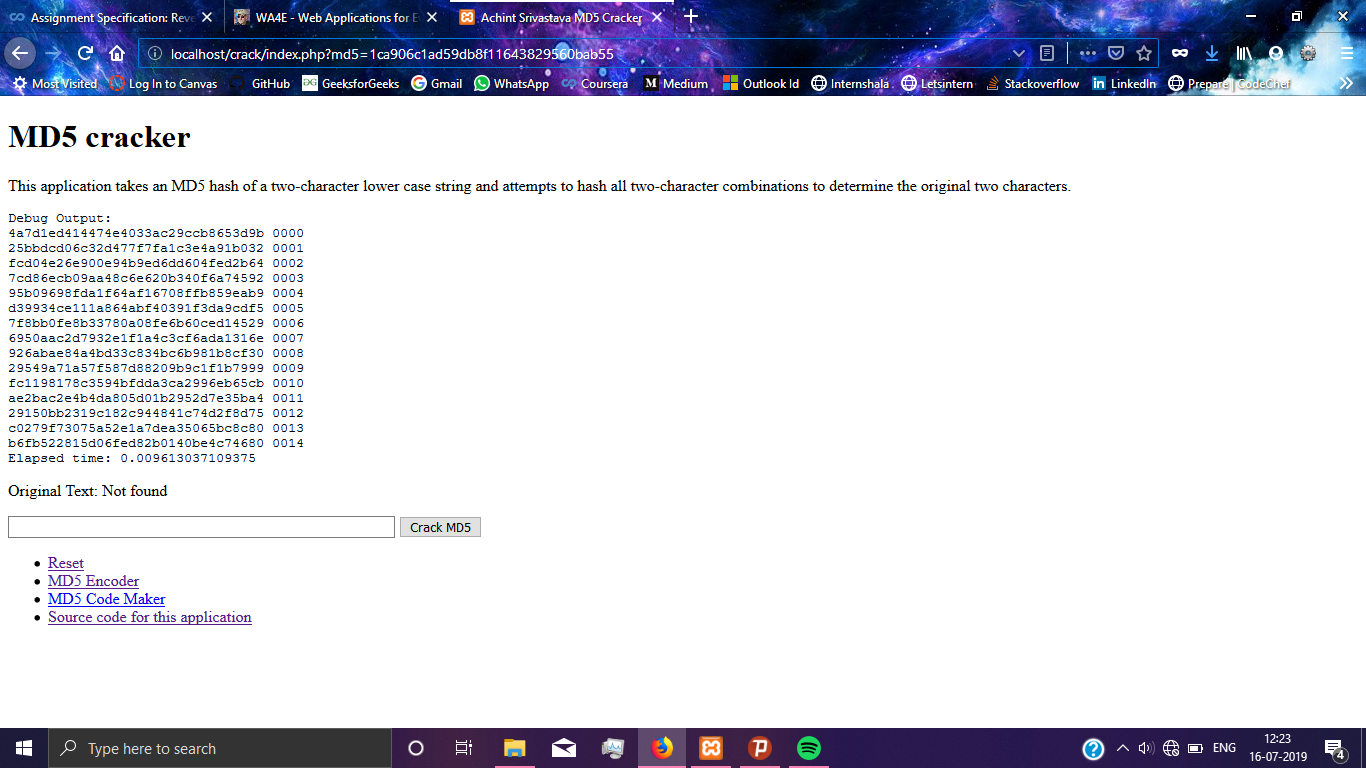 Assignment Specification: Reve
WA4E - Web Applications for E
Achint Srivastava MD5 Cracker
localhost/crack/index.php?md5=1ca906c1ad59db8f11643829560bab55
Most Visited
Log In to Canvas
GitHub
GeeksforGeeks
Gmail
WhatsApp
Coursera
Medium
Outlook Id
Internshala
Letsintern
Stackoverflow
LinkedIn
Prepare | CodeChef
MD5 cracker
This application takes an MD5 hash of a two-character lower case string and attempts to hash all two-character combinations to determine the original two characters.
Debug Output:
4a7d1ed414474e4033ac29ccb8653d9b 0000
25bbdcd06c32d477f7fa1c3e4a91b032 0001
fcd04e26e900e94b9ed6dd604fed2b64 0002
7cd86ecb09aa48c6e620b340f6a74592 0003
95b09698fda1f64af16708ffb859eab9 0004
d39934ce111a864abf40391f3da9cdf5 0005
7f8bb0fe8b33780a08fe6b60ced14529 0006
6950aac2d7932e1f1a4c3cf6ada1316e 0007
926abae84a4bd33c834bc6b981b8cf30 0008
29549a71a57f587d88209b9c1f1b7999 0009
fc1198178c3594bfdda3ca2996eb65cb 0010
ae2bac2e4b4da805d01b2952d7e35ba4 0011
29150bb2319c182c944841c74d2f8d75 0012
c0279f73075a52e1a7dea35065bc8c80 0013
b6fb522815d06fed82b0140be4c74680 0014
Elapsed time: 0.009613037109375
Original Text: Not found
Crack MD5
Reset
MD5 Encoder
MD5 Code Maker
Source code for this application
Type here to search
ENG
12:23
16-07-2019
4